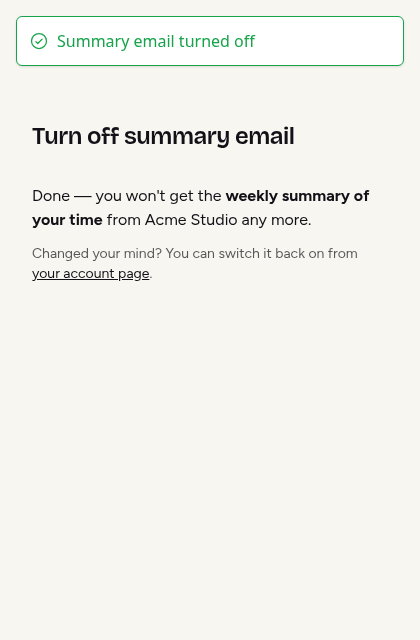 Summary email turned off
Turn off summary email
Done — you won't get the weekly summary of
your time from Acme Studio any more.
Changed your mind? You can switch it back on from
your account page.